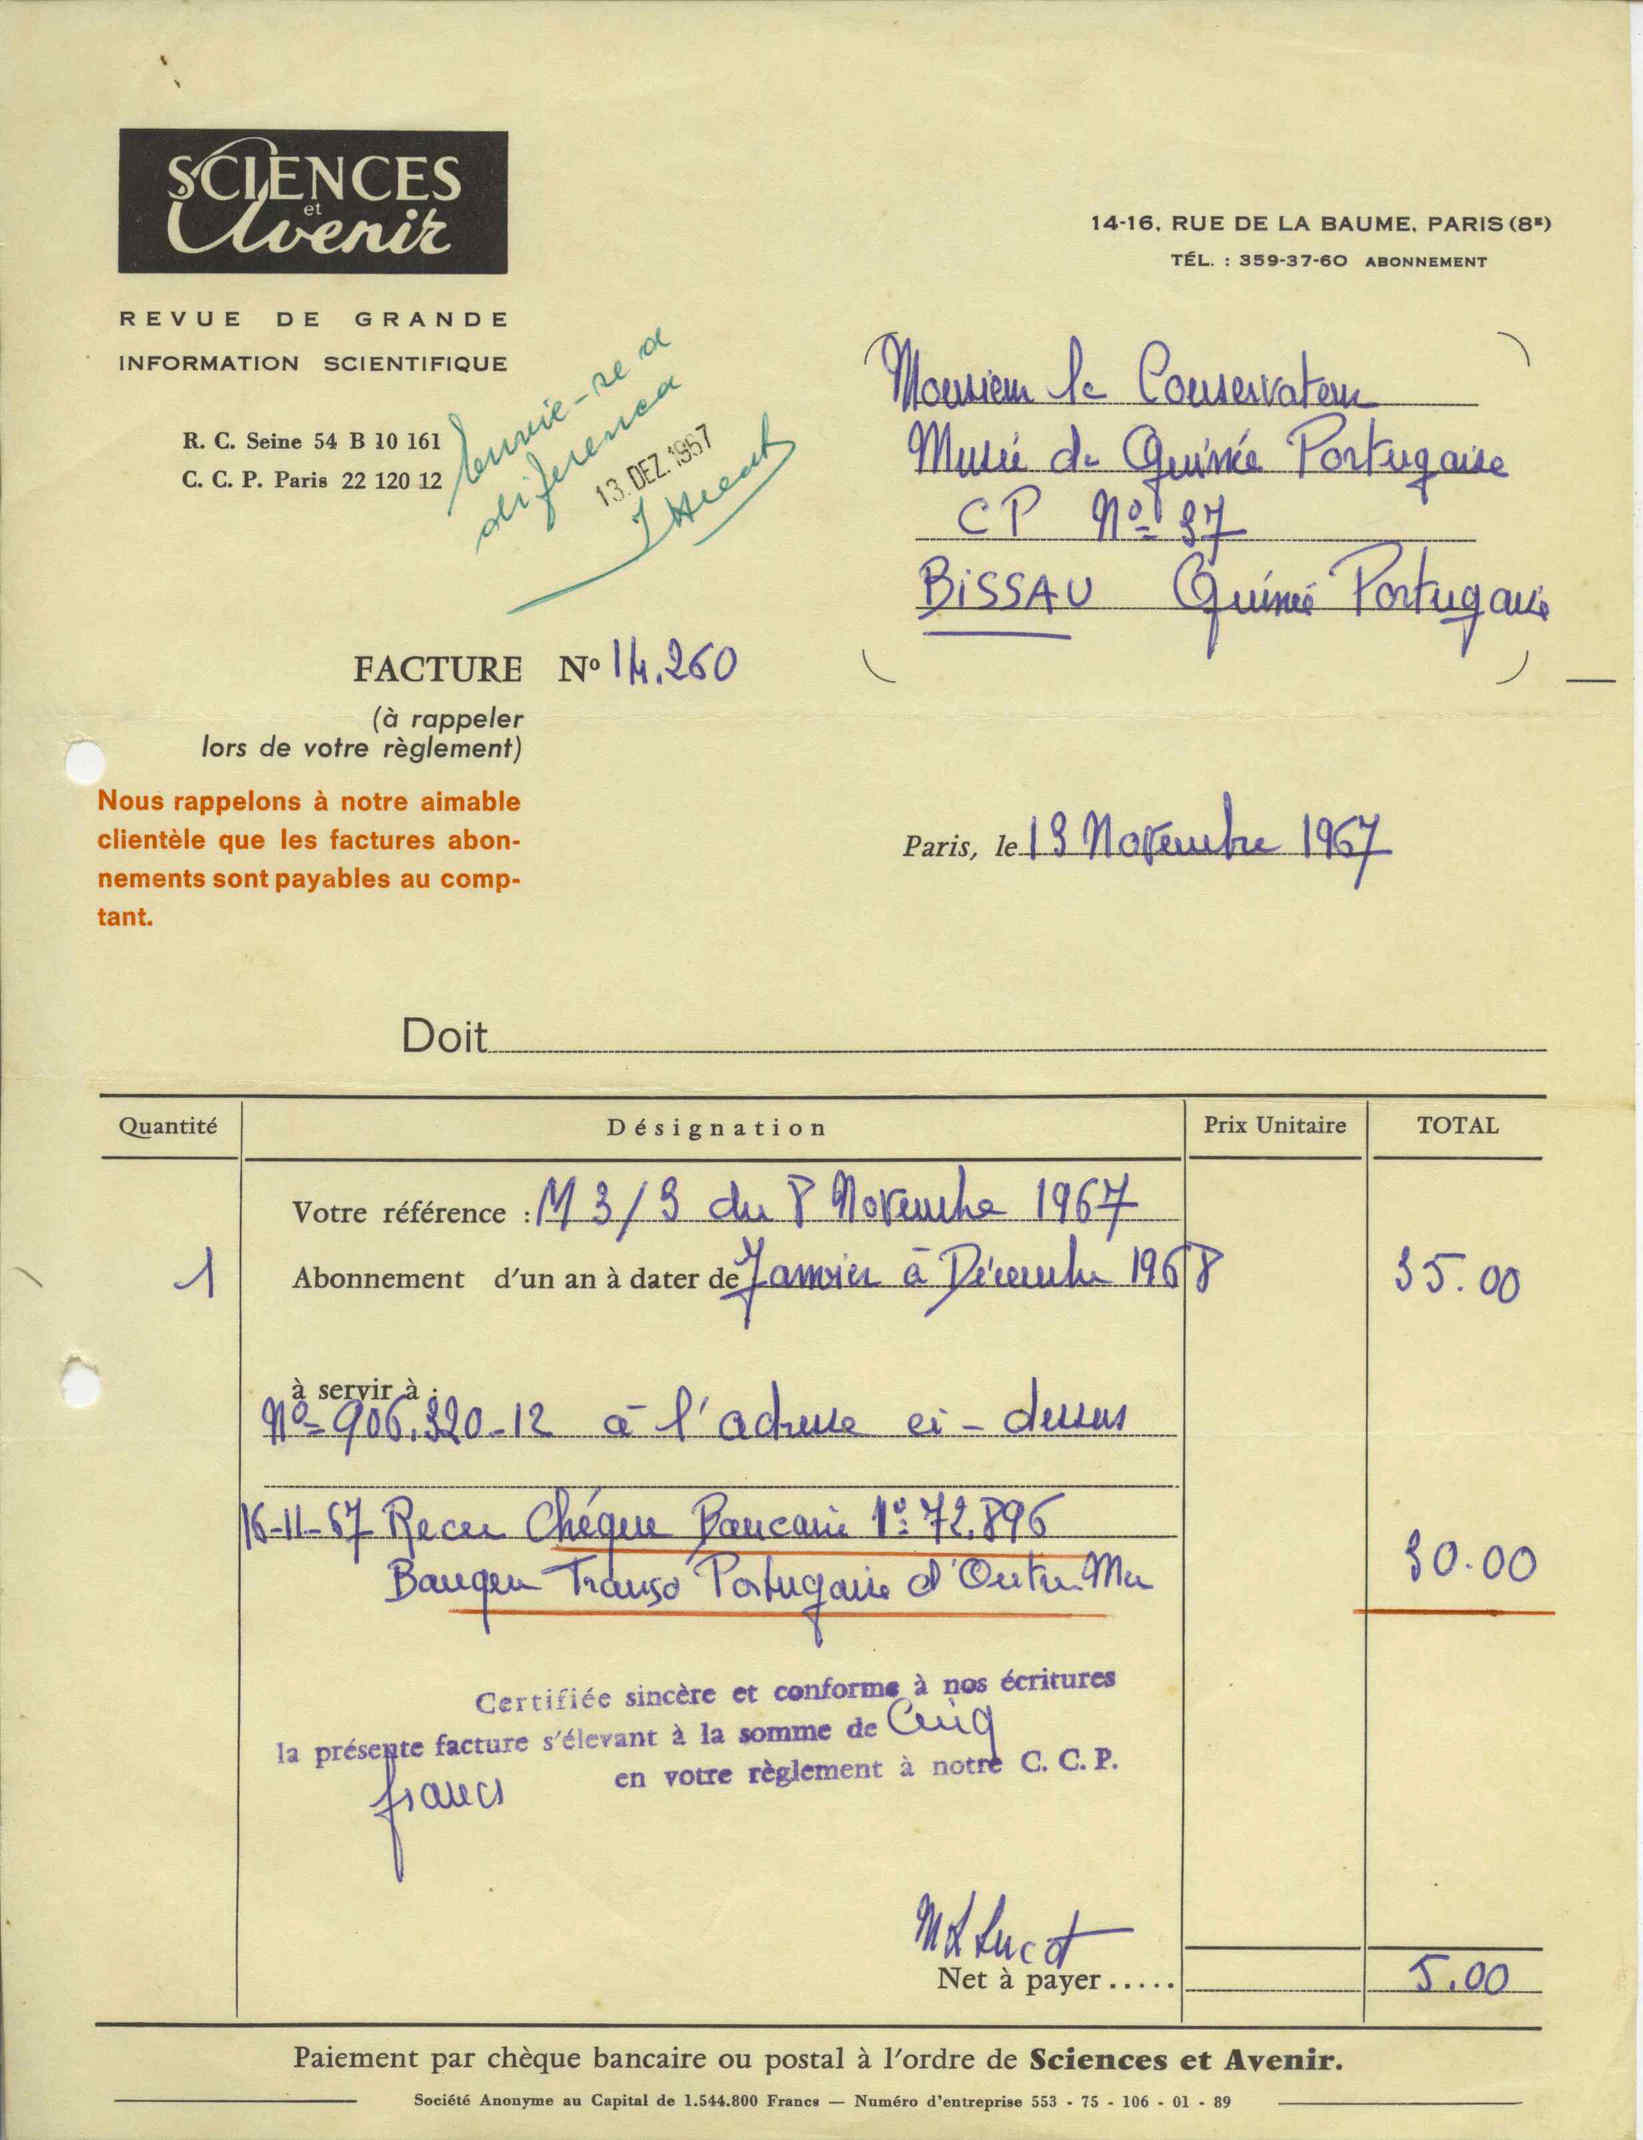 SCIENCES
et
Avenir
REVUE DE GRANDE
INFORMATION SCIENTIFIQUE
R. C. Seine 54 B 10 161
C. C. P. Paris 22 120 12
14-16, RUE DE LA BAUME, PARIS (8e)
TÉL. : 359-37-60 ABONNEMENT
Envie-se a
diferença
13. DEZ. 1967
Monsieur le Conservateur
Musée de Guinée Portugaise
CP No 37
BISSAU Guinée Portugaise
FACTURE No 14.260
(à rappeler
lors de votre règlement)
Nous rappelons à notre aimable
clientèle que les factures abon-
nements sont payables au comp-
tant.
Paris, le 13 Novembre 1967
Doit
Quantité Désignation Prix Unitaire TOTAL
Votre référence : M 3/9 du 8 Novembre 1967
1 Abonnement d'un an à dater de Janvier à Décembre 1968 35.00
à servir à :
No 906.320-12 à l'adresse ci-dessus
16-11-67 Recu Chéque Bancaire No 72.896
Banque Portugaise d'Outre Mer 30.00
Certifiée sincère et conforme à nos écritures
la présente facture s'élevant à la somme de Cinq
francs en votre règlement à notre C. C. P.
Net à payer ..... 5.00
Paiement par chèque bancaire ou postal à l'ordre de Sciences et Avenir.
Société Anonyme au Capital de 1.544.800 Francs — Numéro d'entreprise 553 - 75 - 106 - 01 - 89